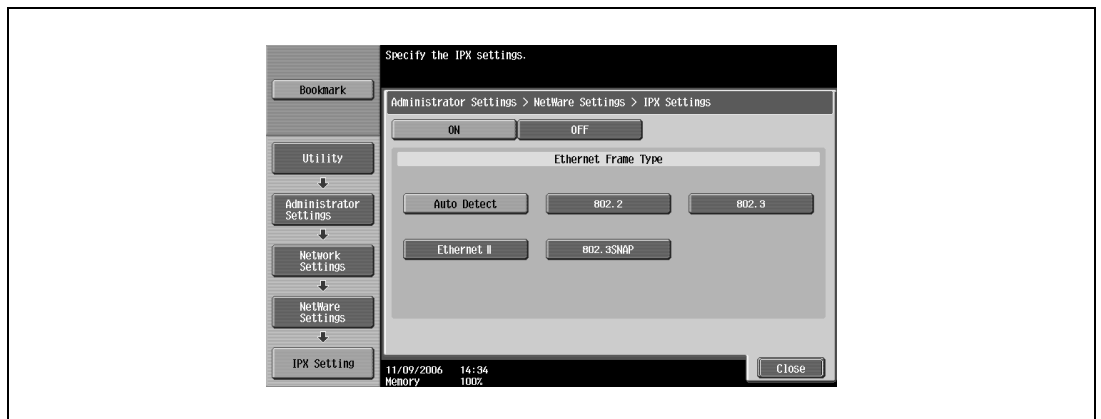 Specify the IPX settings.
Bookmark
Administrator Settings > NetWare Settings > IPX Settings
ON OFF
Ethernet Frame Type
Utility
Administrator
Settings
Network
Settings
NetWare
Settings
IPX Setting
Auto Detect 802.2 802.3
Ethernet II 802.3SNAP
11/09/2006 14:34
Memory 100%
Close